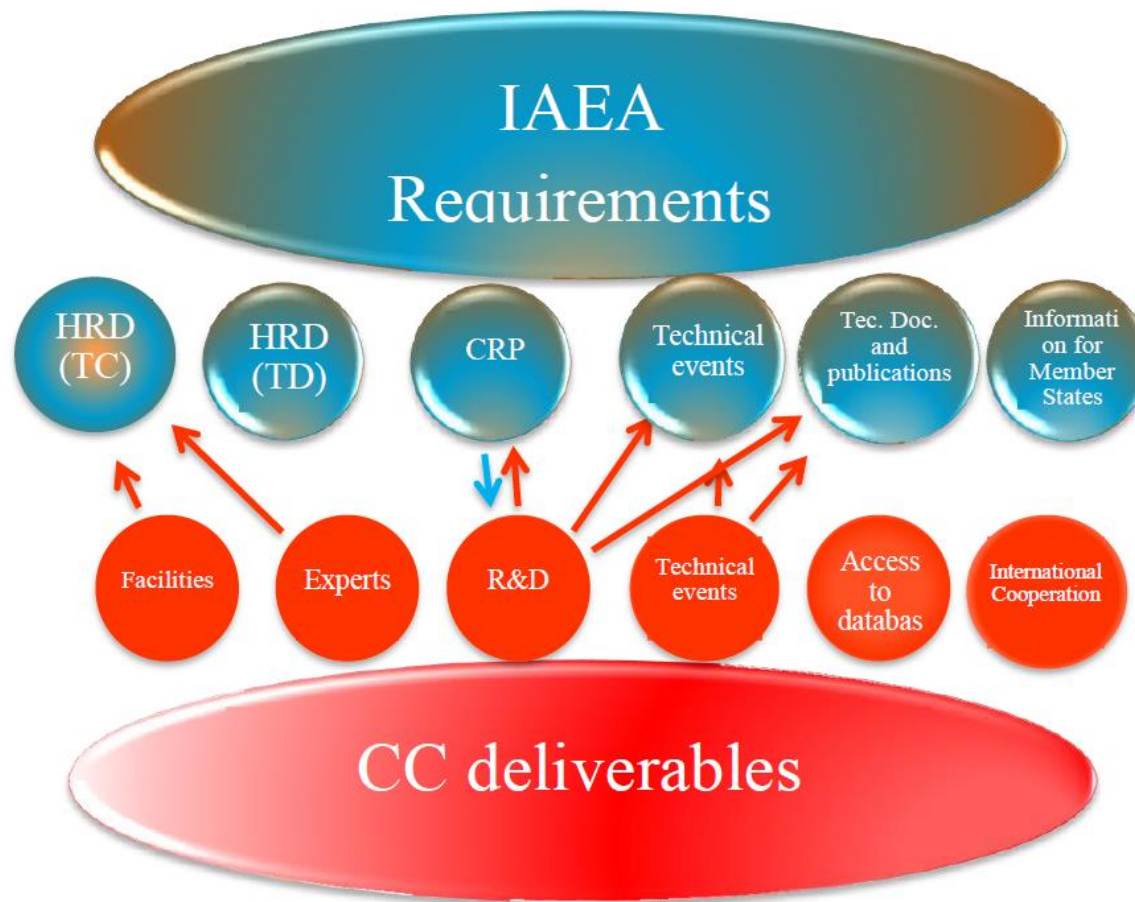 IAEA
Requirements
HRD
(TC)
HRD
(TD)
CRP
Technical
events
Tec. Doc.
and
publications
Informati
on for
Member
States
Facilities
Experts
R&D
Technical
events
Access
to
databas
International
Cooperation
CC deliverables